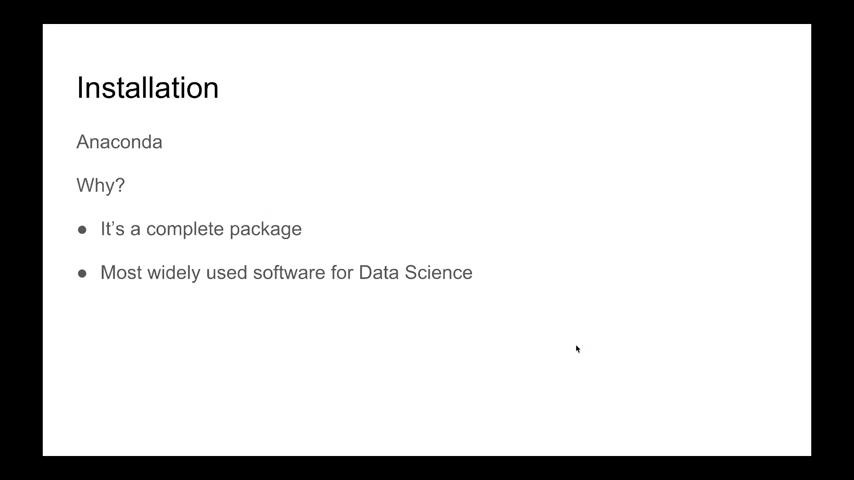 Installation
Anaconda
Why?
● It’s a complete package
● Most widely used software for Data Science